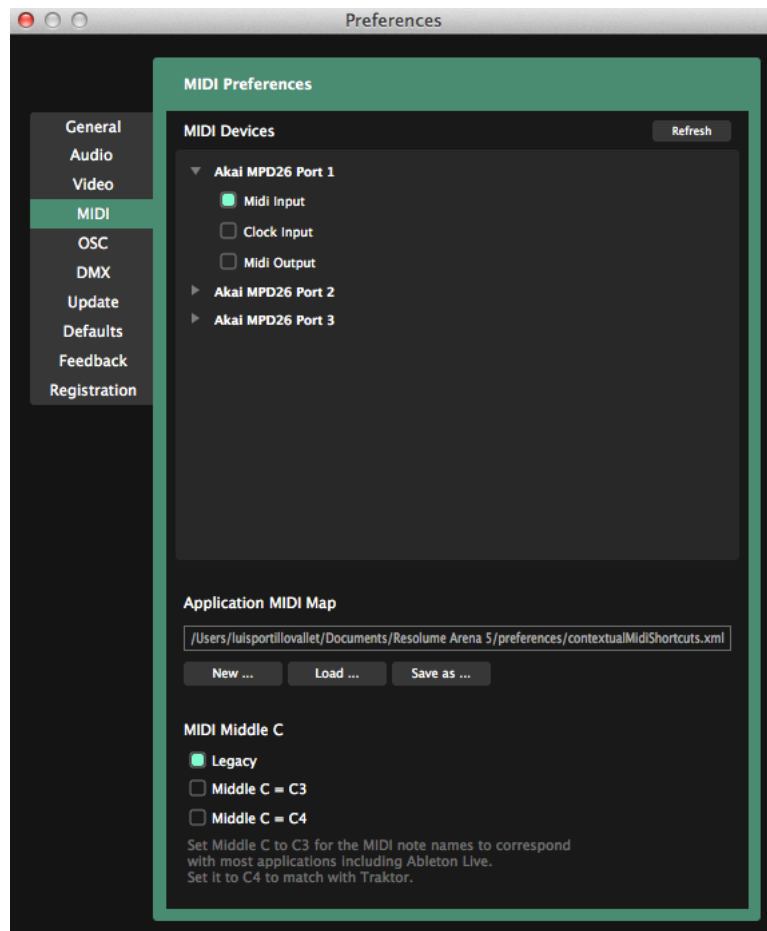 Preferences
MIDI Preferences
General
Audio
Video
MIDI
OSC
DMX
Update
Defaults
Feedback
Registration
MIDI Devices
Refresh
Akai MPD26 Port 1
Midi Input
Clock Input
Midi Output
Akai MPD26 Port 2
Akai MPD26 Port 3
Application MIDI Map
/Users/luisportillovallet/Documents/Resolume Arena 5/preferences/contextualMidiShortcuts.xml
New ...
Load ...
Save as ...
MIDI Middle C
Legacy
Middle C = C3
Middle C = C4
Set Middle C to C3 for the MIDI note names to correspond
with most applications including Ableton Live.
Set it to C4 to match with Traktor.